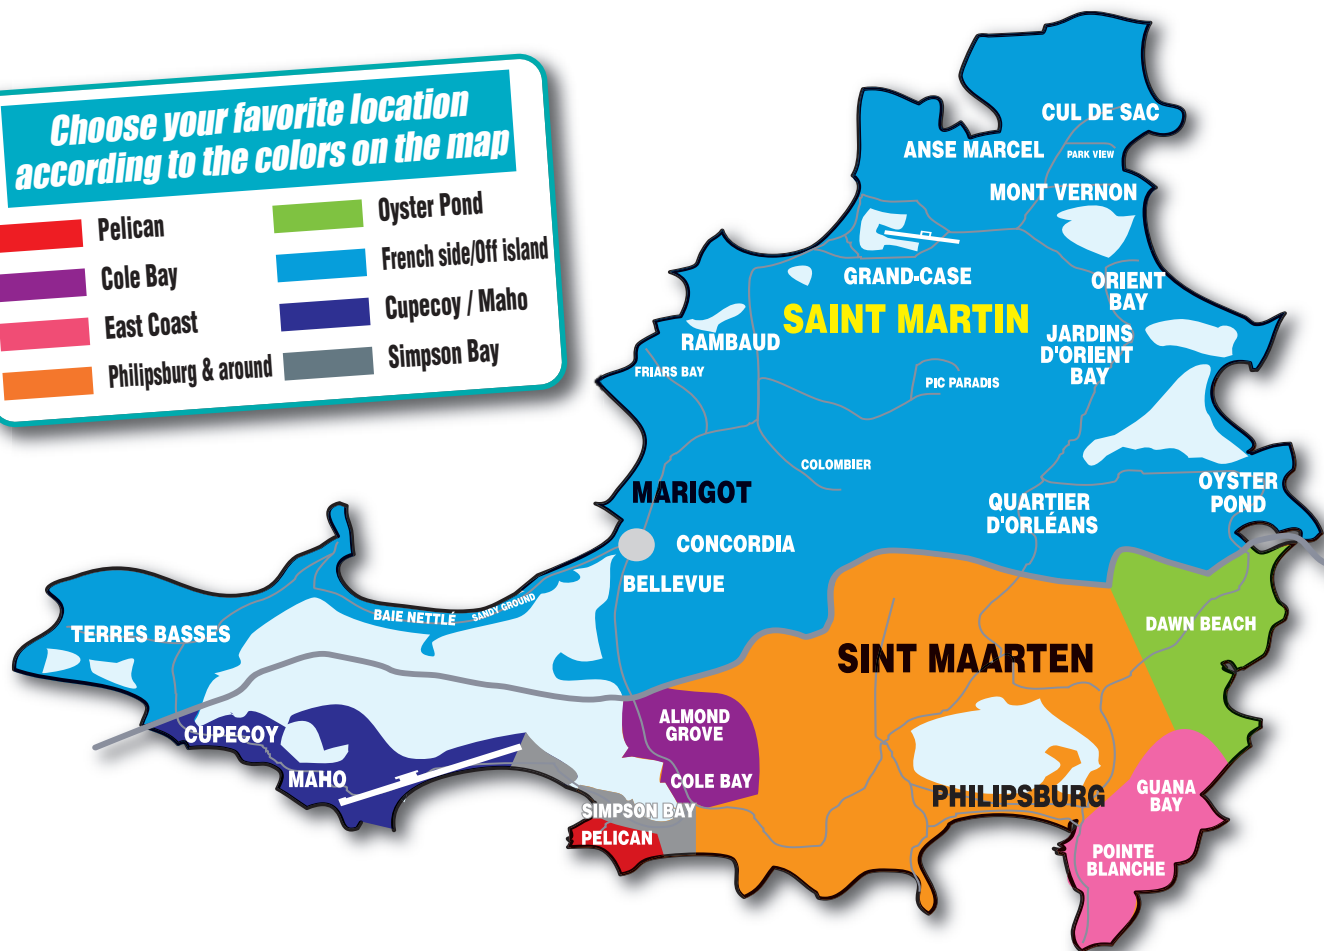 Choose your favorite location
according to the colors on the map
Pelican
Cole Bay
East Coast
Philipsburg & around
Oyster Pond
French side/Off island
Cupecoy / Maho
Simpson Bay
CUL DE SAC
ANSE MARCEL
PARK VIEW
MONT VERNON
GRAND-CASE
ORIENT
BAY
SAINT MARTIN
RAMBAUD
JARDINS
D'ORIENT
BAY
FRIARS BAY
PIC PARADIS
COLOMBIER
MARIGOT
OYSTER
POND
QUARTIER
D'ORLÉANS
CONCORDIA
BELLEVUE
BAIE NETTLÉ
SANDY GROUND
TERRES BASSES
DAWN BEACH
SINT MAARTEN
ALMOND
GROVE
CUPECOY
MAHO
COLE BAY
PHILIPSBURG
GUANA
BAY
SIMPSON BAY
PELICAN
POINTE
BLANCHE